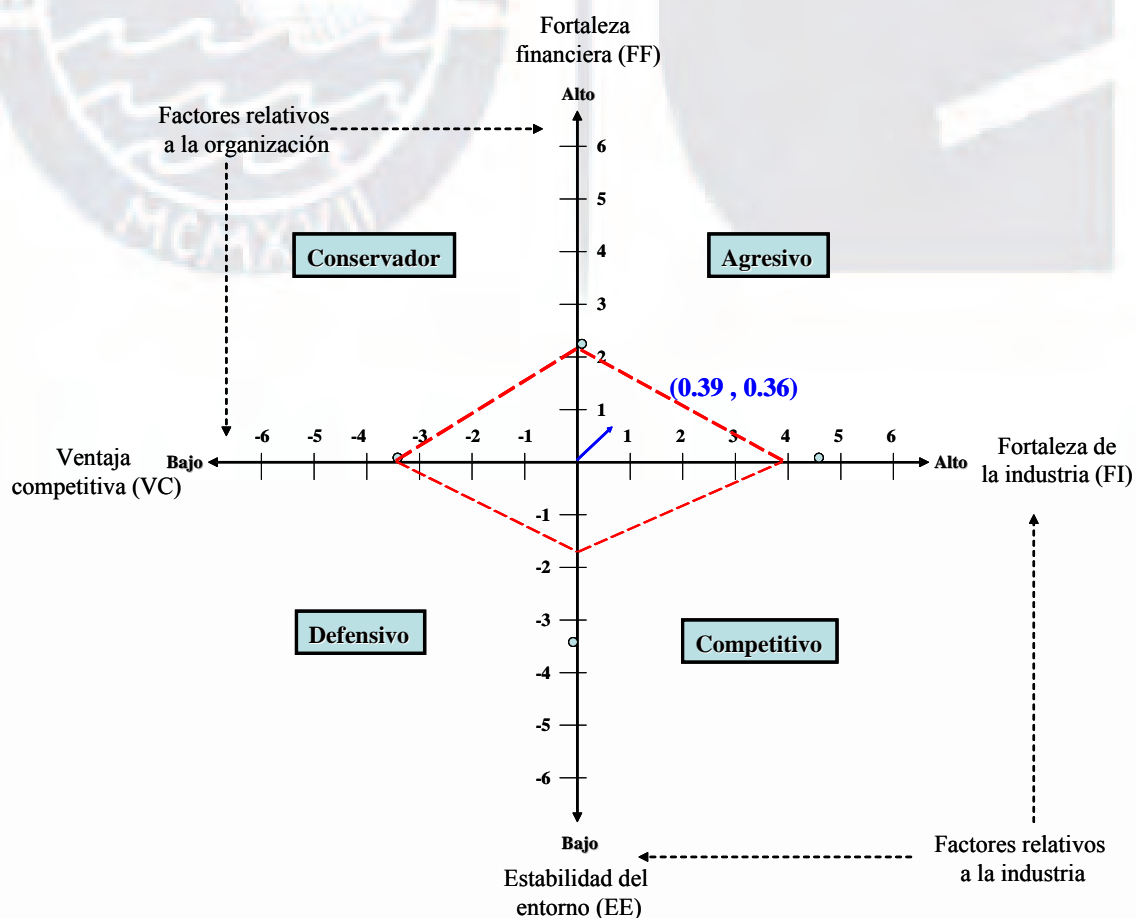 Fortaleza
financiera (FF)
Alto
Factores relativos
a la organización
6
5
MCMXVII
4
Conservador
Agresivo
3
2
(0.39 , 0.36)
1
-6 -5 -4 -3 -2 -1 1 2 3 4 5 6
Ventaja
competitiva (VC)
Bajo
Alto
Fortaleza de
la industria (FI)
-1
-2
-3
Defensivo
Competitivo
-4
-5
-6
Bajo
Estabilidad del
entorno (EE)
Factores relativos
a la industria